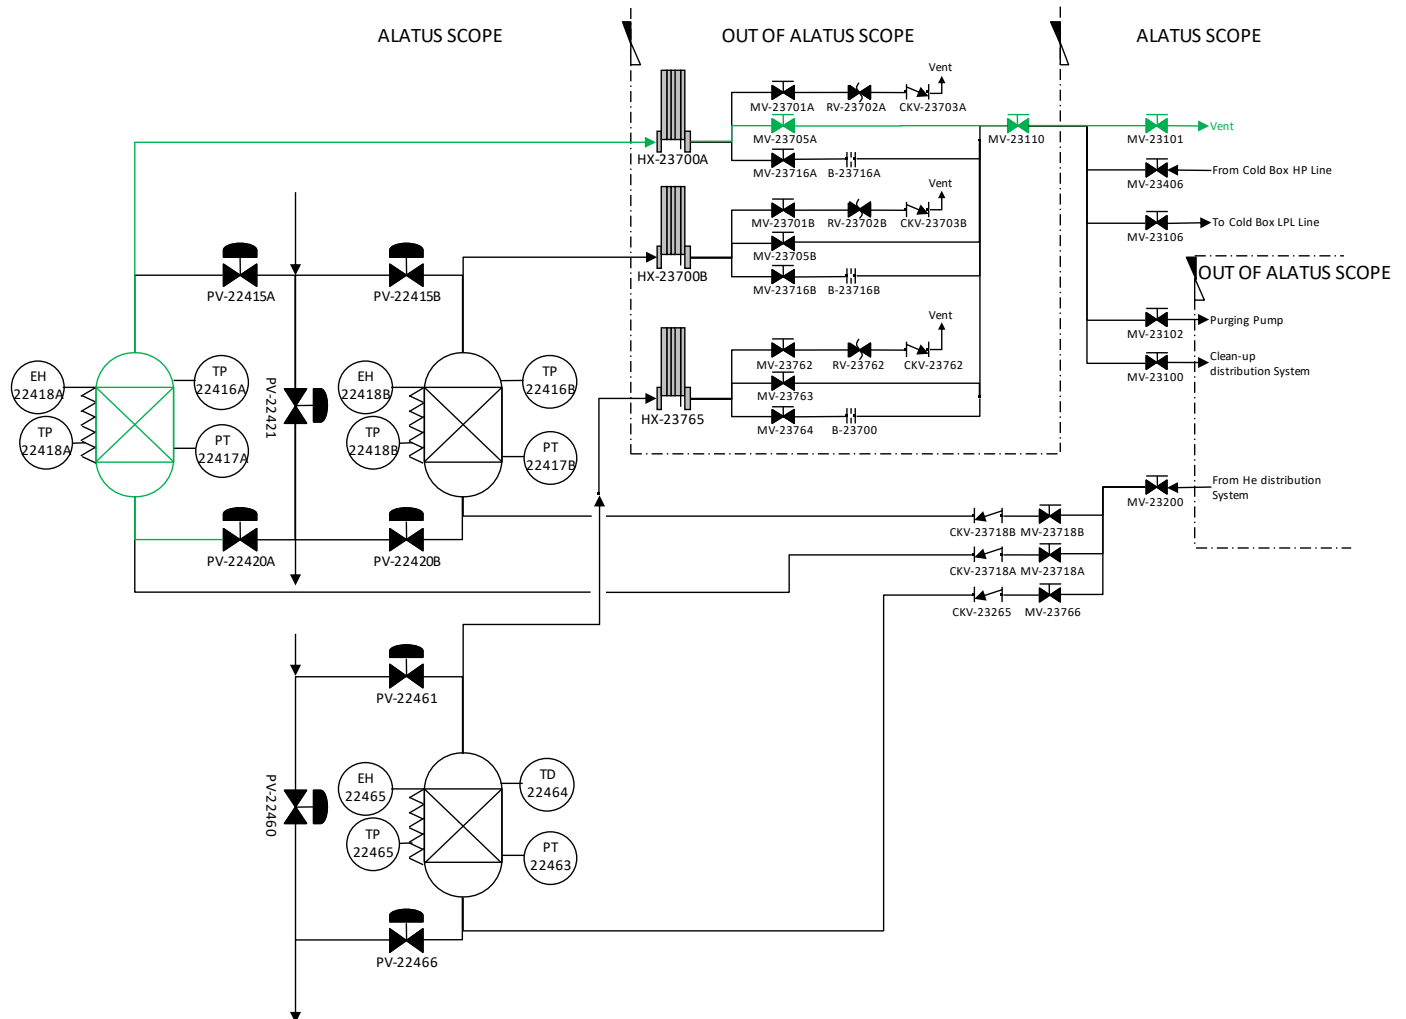 ALATUS SCOPE
OUT OF ALATUS SCOPE
ALATUS SCOPE
Vent
MV-23701A
RV-23702A
CKV-23703A
MV-23705A
HX-23700A
MV-23716A
B-23716A
MV-23110
MV-23101
Vent
MV-23406
From Cold Box HP Line
Vent
MV-23701B
RV-23702B
CKV-23703B
MV-23705B
HX-23700B
MV-23716B
B-23716B
MV-23106
To Cold Box LPL Line
OUT OF ALATUS SCOPE
PV-22415A
PV-22415B
Vent
MV-23762
RV-23762
CKV-23762
MV-23763
HX-23765
MV-23764
B-23700
MV-23102
Purging Pump
MV-23100
Clean-up
distribution System
EH
22418A
TP
22416A
TP
22418A
PT
22417A
PV-22421
EH
22418B
TP
22416B
TP
22418B
PT
22417B
MV-23200
From He distribution
System
PV-22420A
PV-22420B
CKV-23718B
MV-23718B
CKV-23718A
MV-23718A
CKV-23265
MV-23766
PV-22461
PV-22460
EH
22465
TD
22464
TP
22465
PT
22463
PV-22466